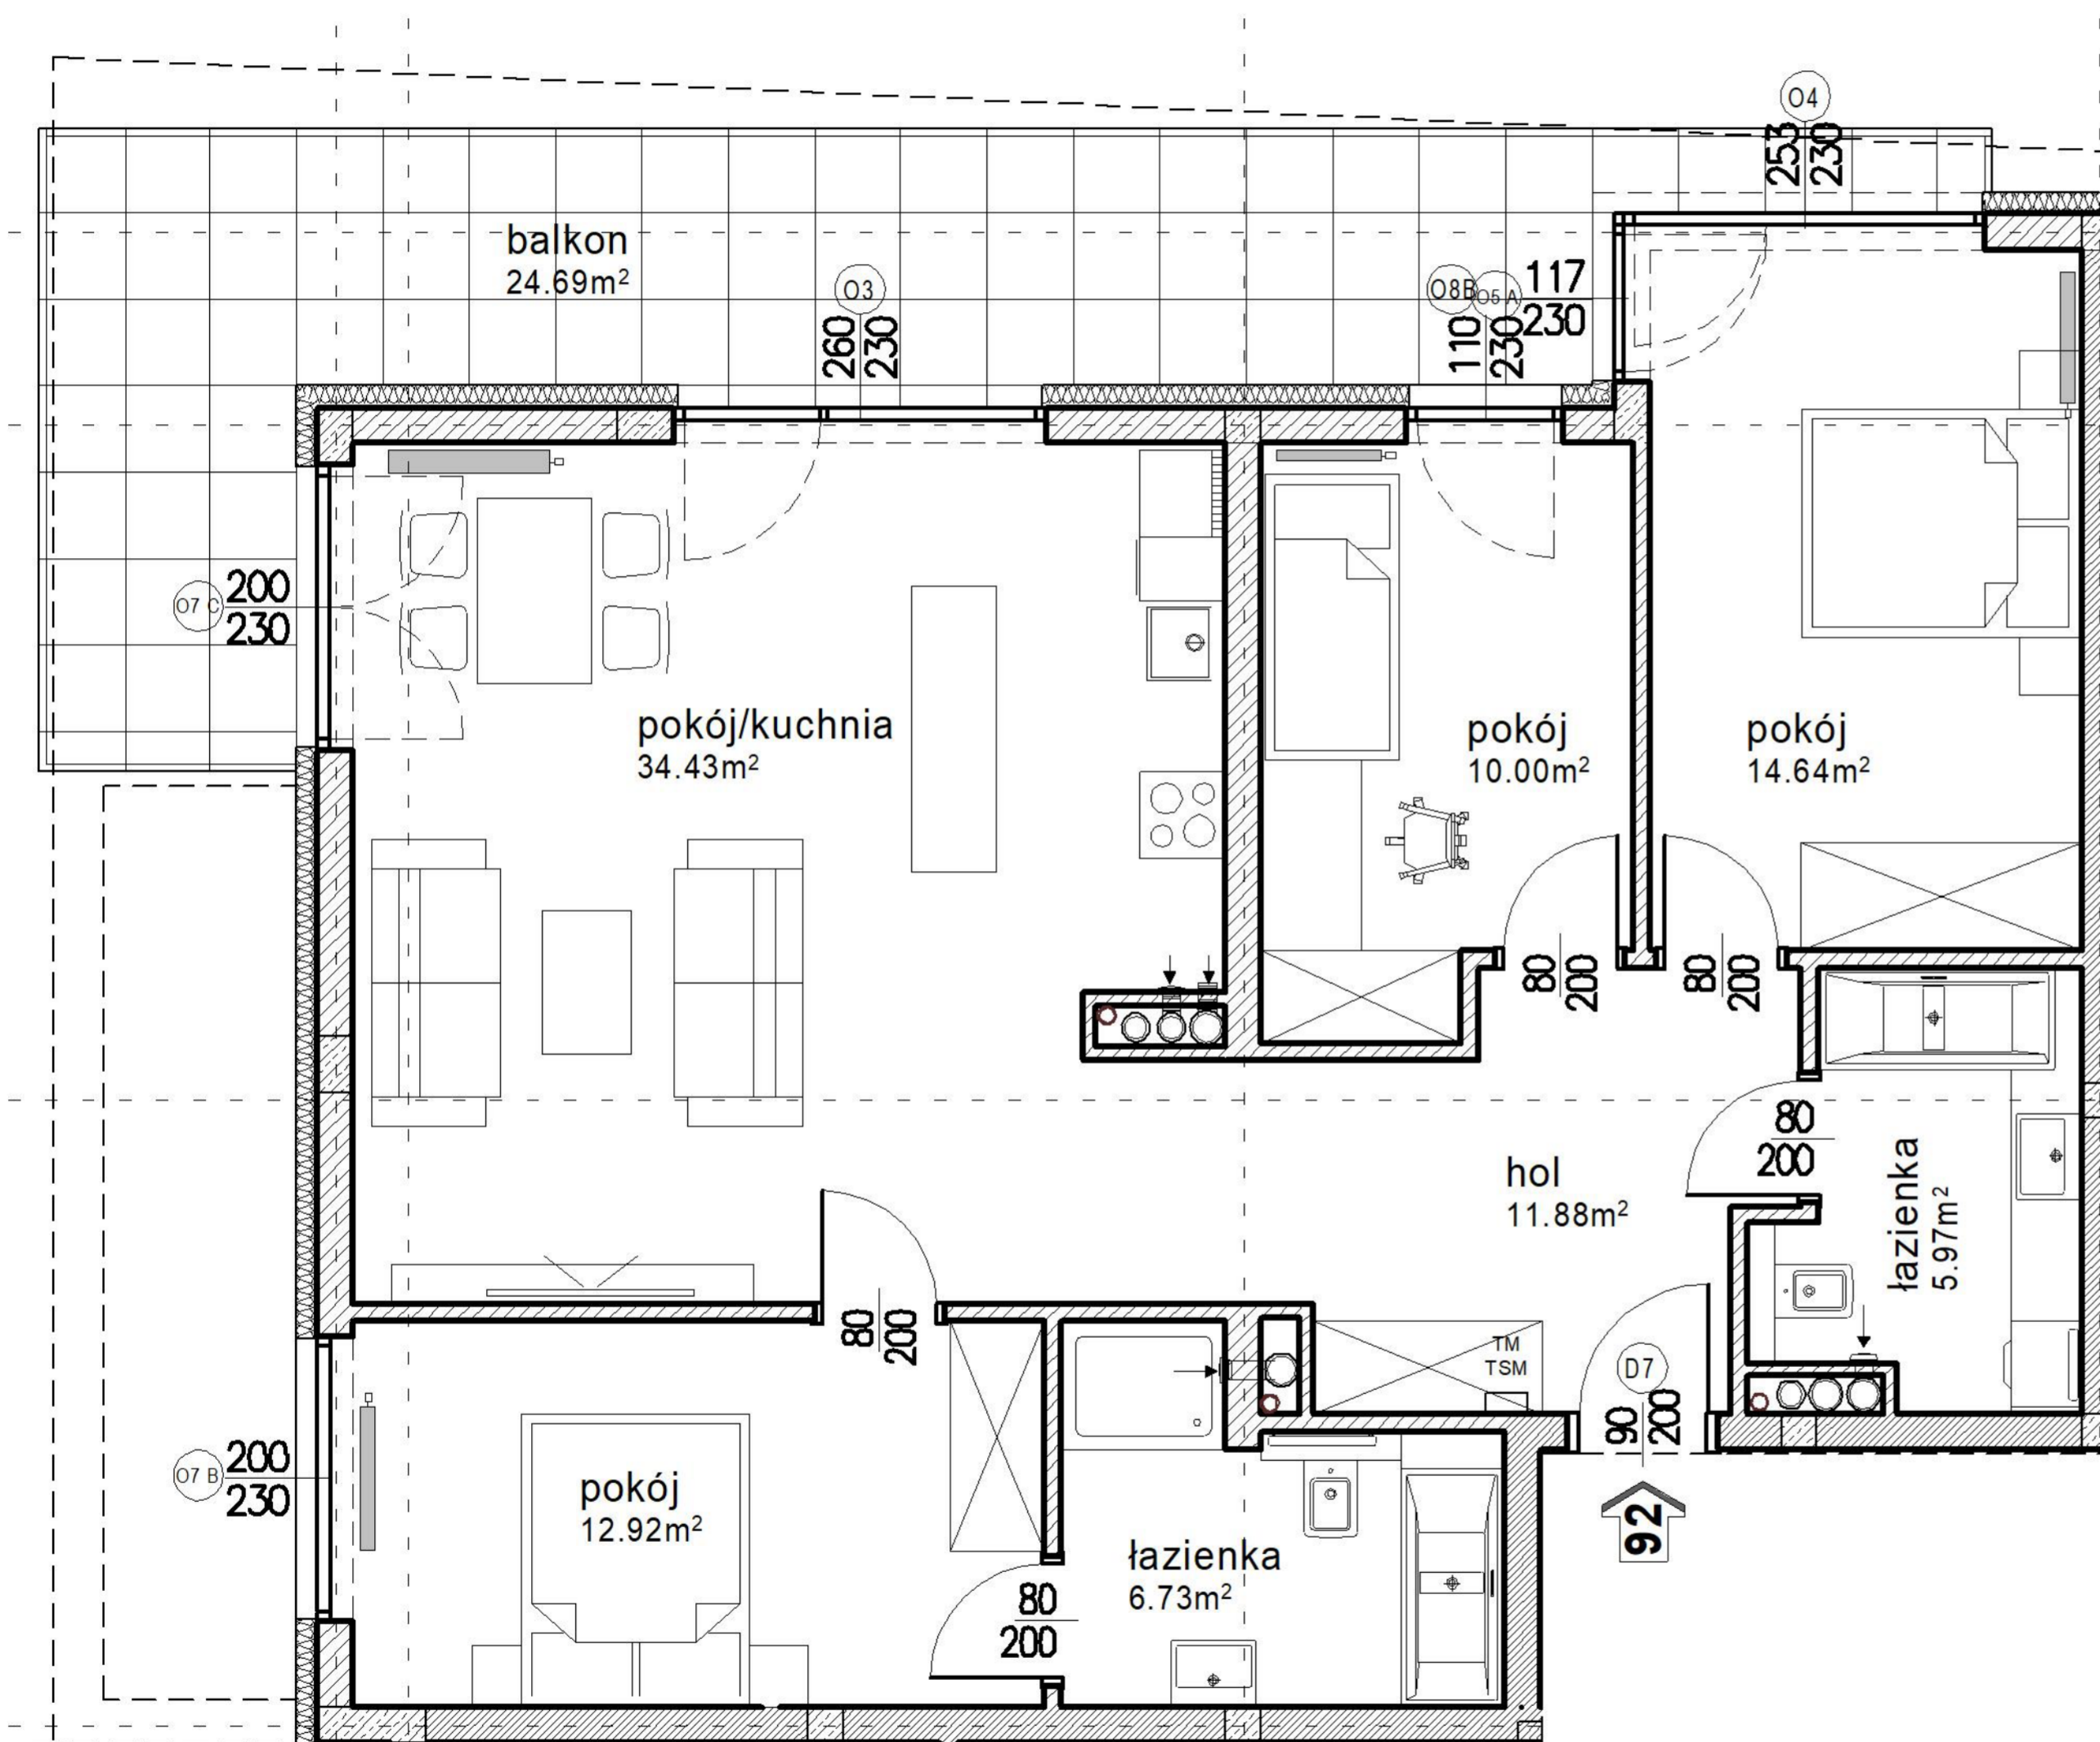 O4
253
230
balkon
24.69m²
O3
260
230
O8B
O5 A
117
230
110
230
O7 C
200
230
pokój/kuchnia
34.43m²
pokój
10.00m²
pokój
14.64m²
80
200
80
200
80
200
łazienka
5.97m²
hol
11.88m²
80
200
TM
TSM
D7
90
200
92
O7 B
200
230
pokój
12.92m²
łazienka
6.73m²
80
200